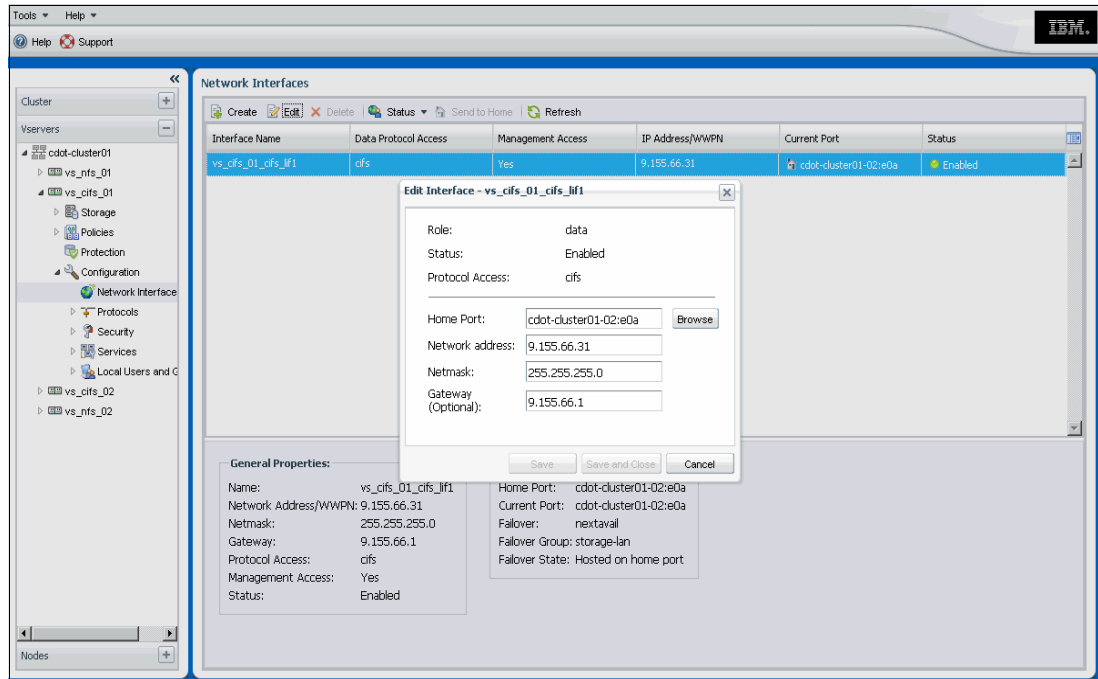 Tools Help
IBM.
Help Support
Cluster
Vservers
cdot-cluster01
vs_nfs_01
vs_cifs_01
Storage
Policies
Protection
Configuration
Network Interface
Protocols
Security
Services
Local Users and G
vs_cifs_02
vs_nfs_02
Nodes
Network Interfaces
Create Edit Delete Status Send to Home Refresh
Interface Name Data Protocol Access Management Access IP Address/WWPN Current Port Status
vs_cifs_01_cifs_lif1 cifs Yes 9.155.66.31 cdot-cluster01-02:e0a Enabled
Edit Interface - vs_cifs_01_cifs_lif1
Role: data
Status: Enabled
Protocol Access: cifs
Home Port: cdot-cluster01-02:e0a Browse
Network address: 9.155.66.31
Netmask: 255.255.255.0
Gateway
(Optional): 9.155.66.1
Save Save and Close Cancel
General Properties:
Name: vs_cifs_01_cifs_lif1
Network Address/WWPN: 9.155.66.31
Netmask: 255.255.255.0
Gateway: 9.155.66.1
Protocol Access: cifs
Management Access: Yes
Status: Enabled
Home Port: cdot-cluster01-02:e0a
Current Port: cdot-cluster01-02:e0a
Failover: nextavail
Failover Group: storage-lan
Failover State: Hosted on home port